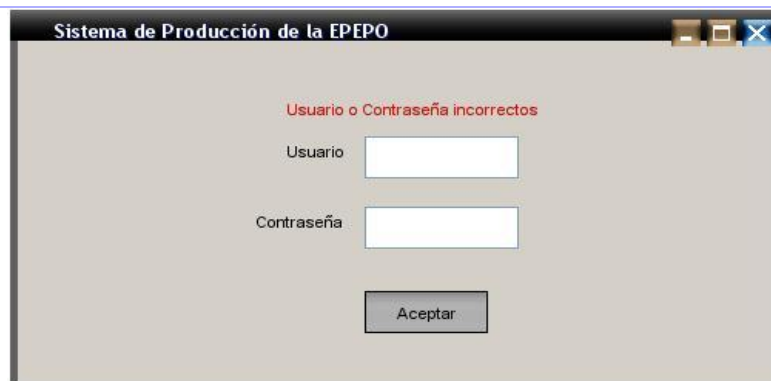 Sistema de Producción de la EPEPO
Usuario o Contraseña incorrectos
Usuario
Contraseña
Aceptar